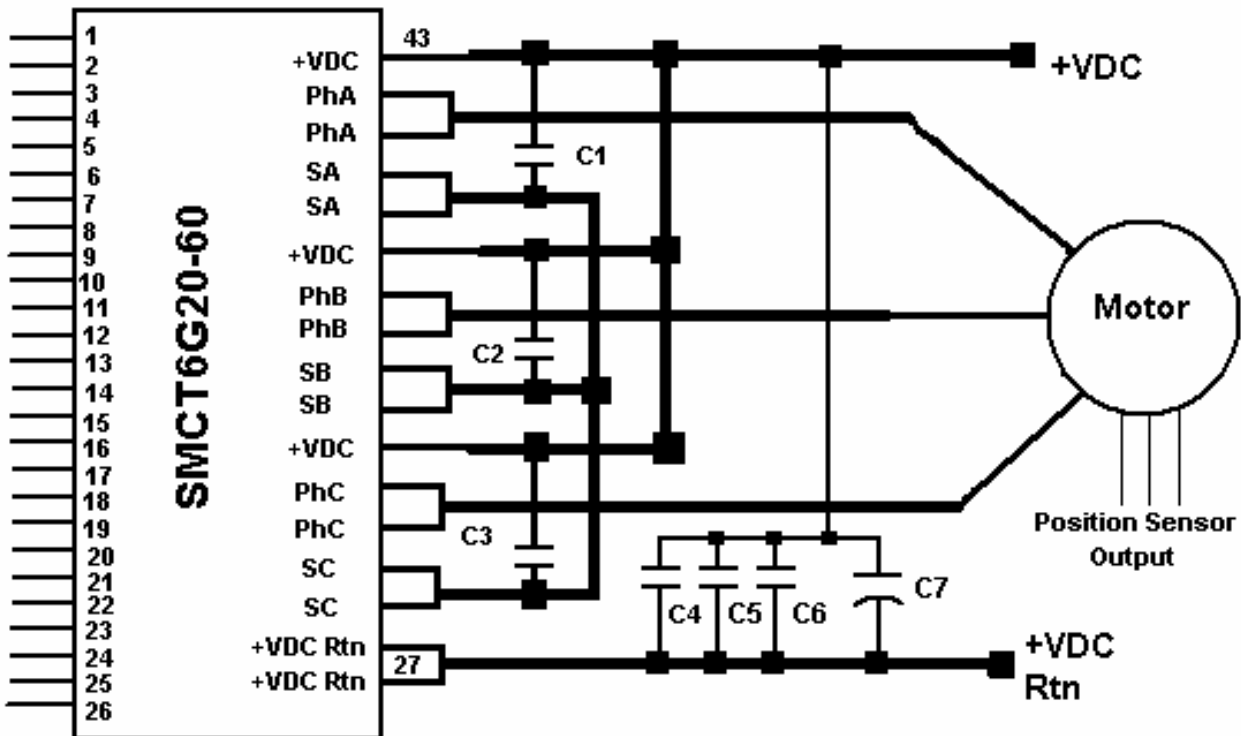 1
2
3
4
5
6
7
8
9
10
11
12
13
14
15
16
17
18
19
20
21
22
23
24
25
26
SMCT6G20-60
43
+VDC
PhA
PhA
SA
SA
+VDC
PhB
PhB
SB
SB
+VDC
PhC
PhC
SC
SC
+VDC Rtn
+VDC Rtn
27
C1
C2
C3
C4
C5
C6
C7
+VDC
Motor
Position Sensor
Output
+VDC
Rtn